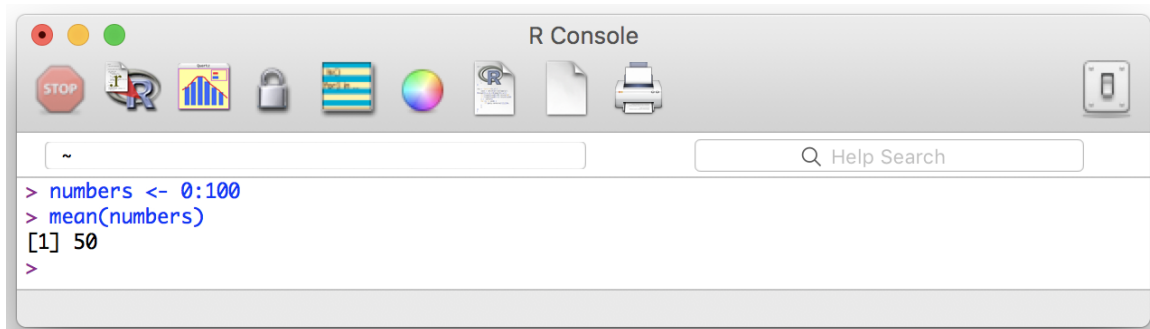 R Console
STOP
~
Help Search
> numbers <- 0:100
> mean(numbers)
[1] 50
>